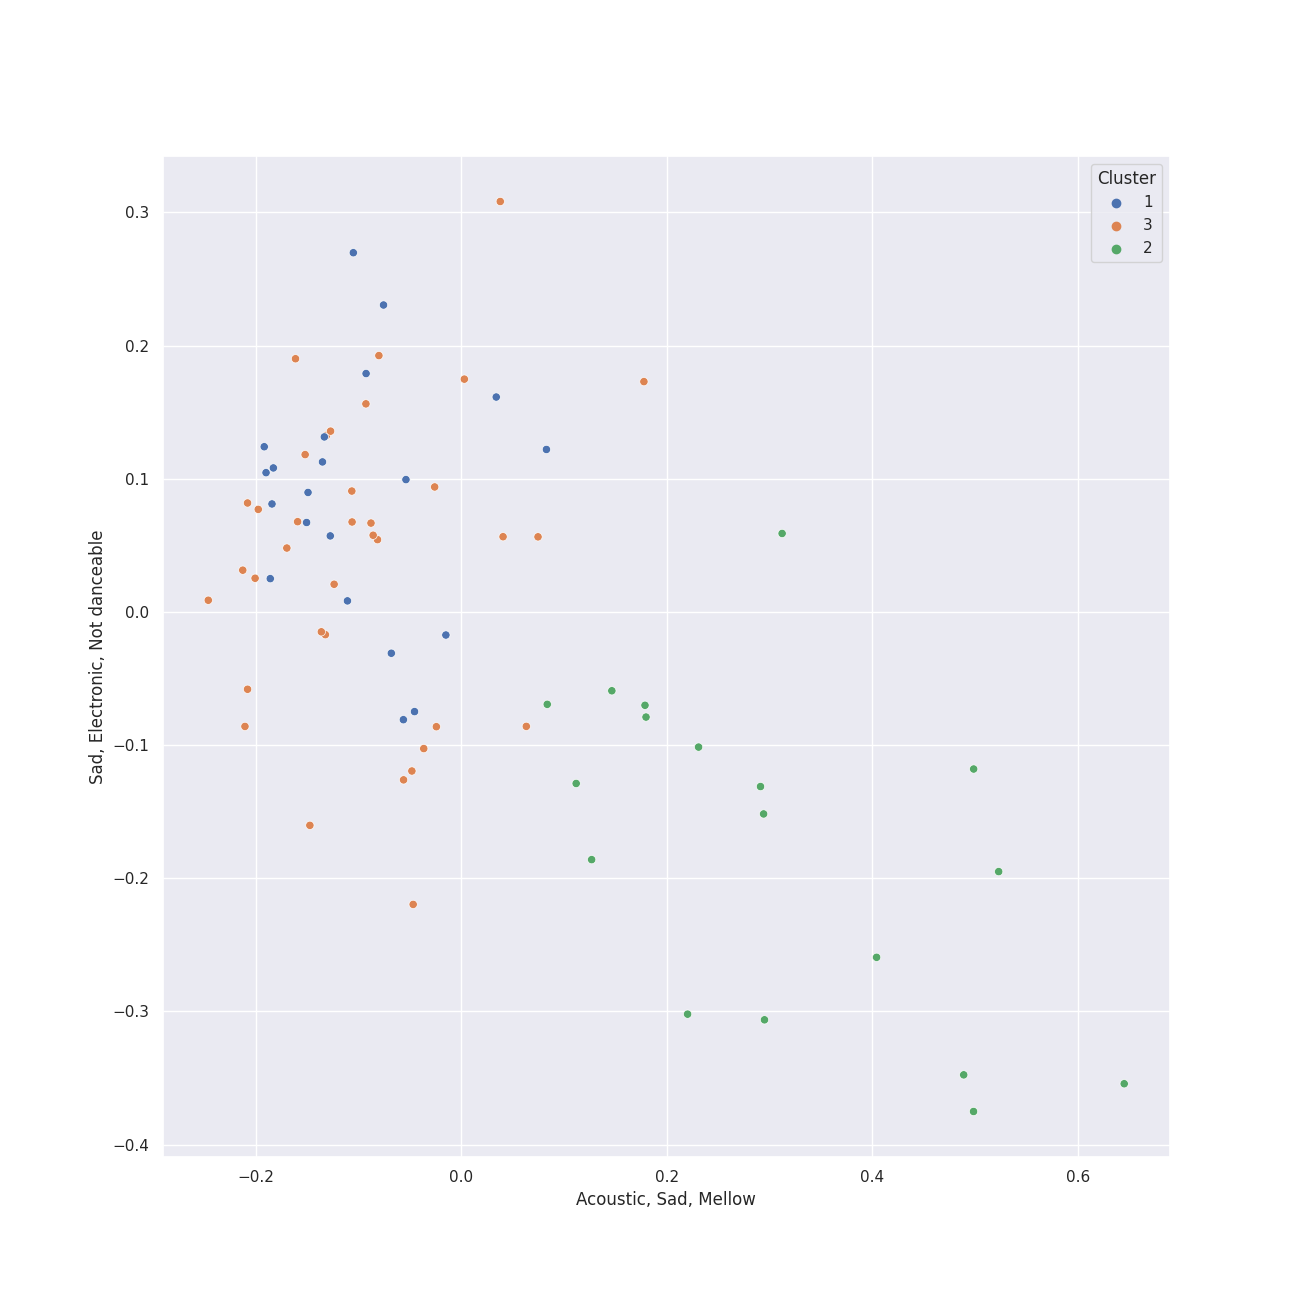 Cluster
1
3
2
0.3
0.2
0.1
0.0
−0.1
−0.2
−0.3
−0.4
Sad, Electronic, Not danceable
−0.2 0.0 0.2 0.4 0.6
Acoustic, Sad, Mellow